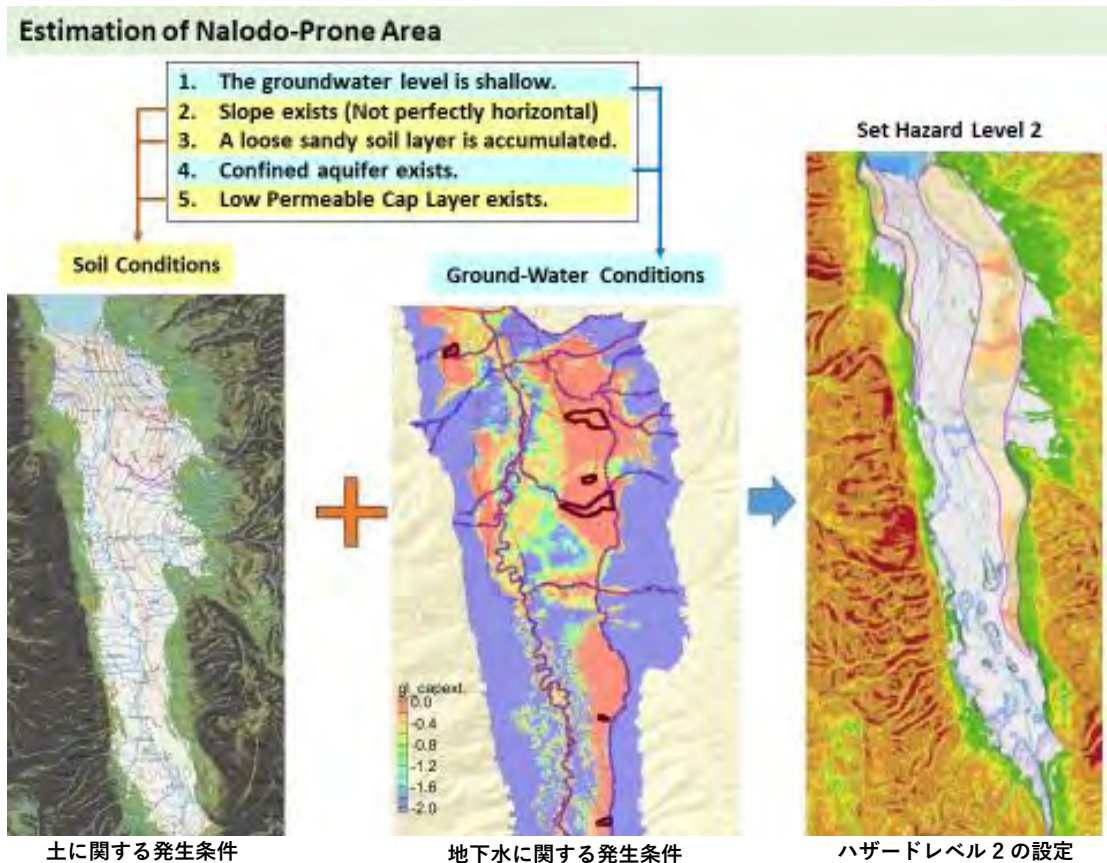 Estimation of Nalodo-Prone Area
1. The groundwater level is shallow.
2. Slope exists (Not perfectly horizontal)
3. A loose sandy soil layer is accumulated.
4. Confined aquifer exists.
5. Low Permeable Cap Layer exists.
Set Hazard Level 2
Soil Conditions
Ground-Water Conditions
gl_capext.
0.0
-0.4
-0.8
-1.2
-1.6
-2.0
土に関する発生条件
地下水に関する発生条件
ハザードレベル２の設定